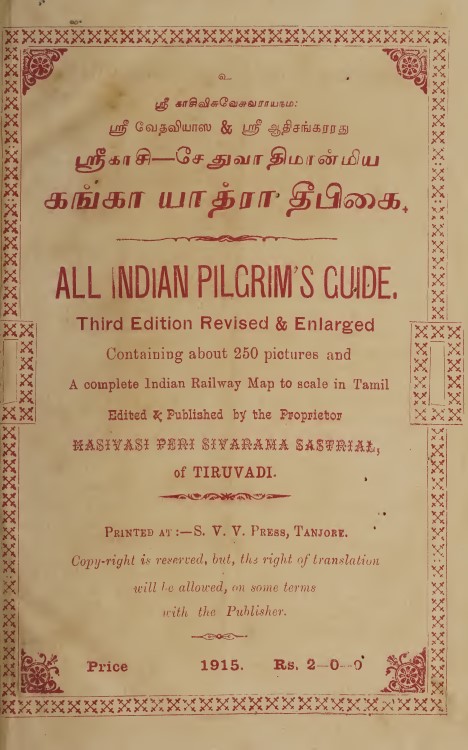 உ
ஸ்ரீ காசிவிசுவேசுவராயநம:
ஸ்ரீ வேதவியாஸ & ஸ்ரீ ஆதிசங்கரரது
ஸ்ரீகாசி—சேதுவாதிமான்மிய
கங்கா யாத்ரா தீபிகை.
ALL INDIAN PILGRIM'S GUIDE.
Third Edition Revised & Enlarged
Containing about 250 pictures and
A complete Indian Railway Map to scale in Tamil
Edited & Published by the Proprietor
KASIVASI PERI SIVARAMA SASTRIAL,
of TIRUVADI.
PRINTED AT :—S. V. V. PRESS, TANJORE.
Copy-right is reserved, but, the right of translation
will be allowed, on some terms
with the Publisher.
Price 1915. Rs. 2—0—0